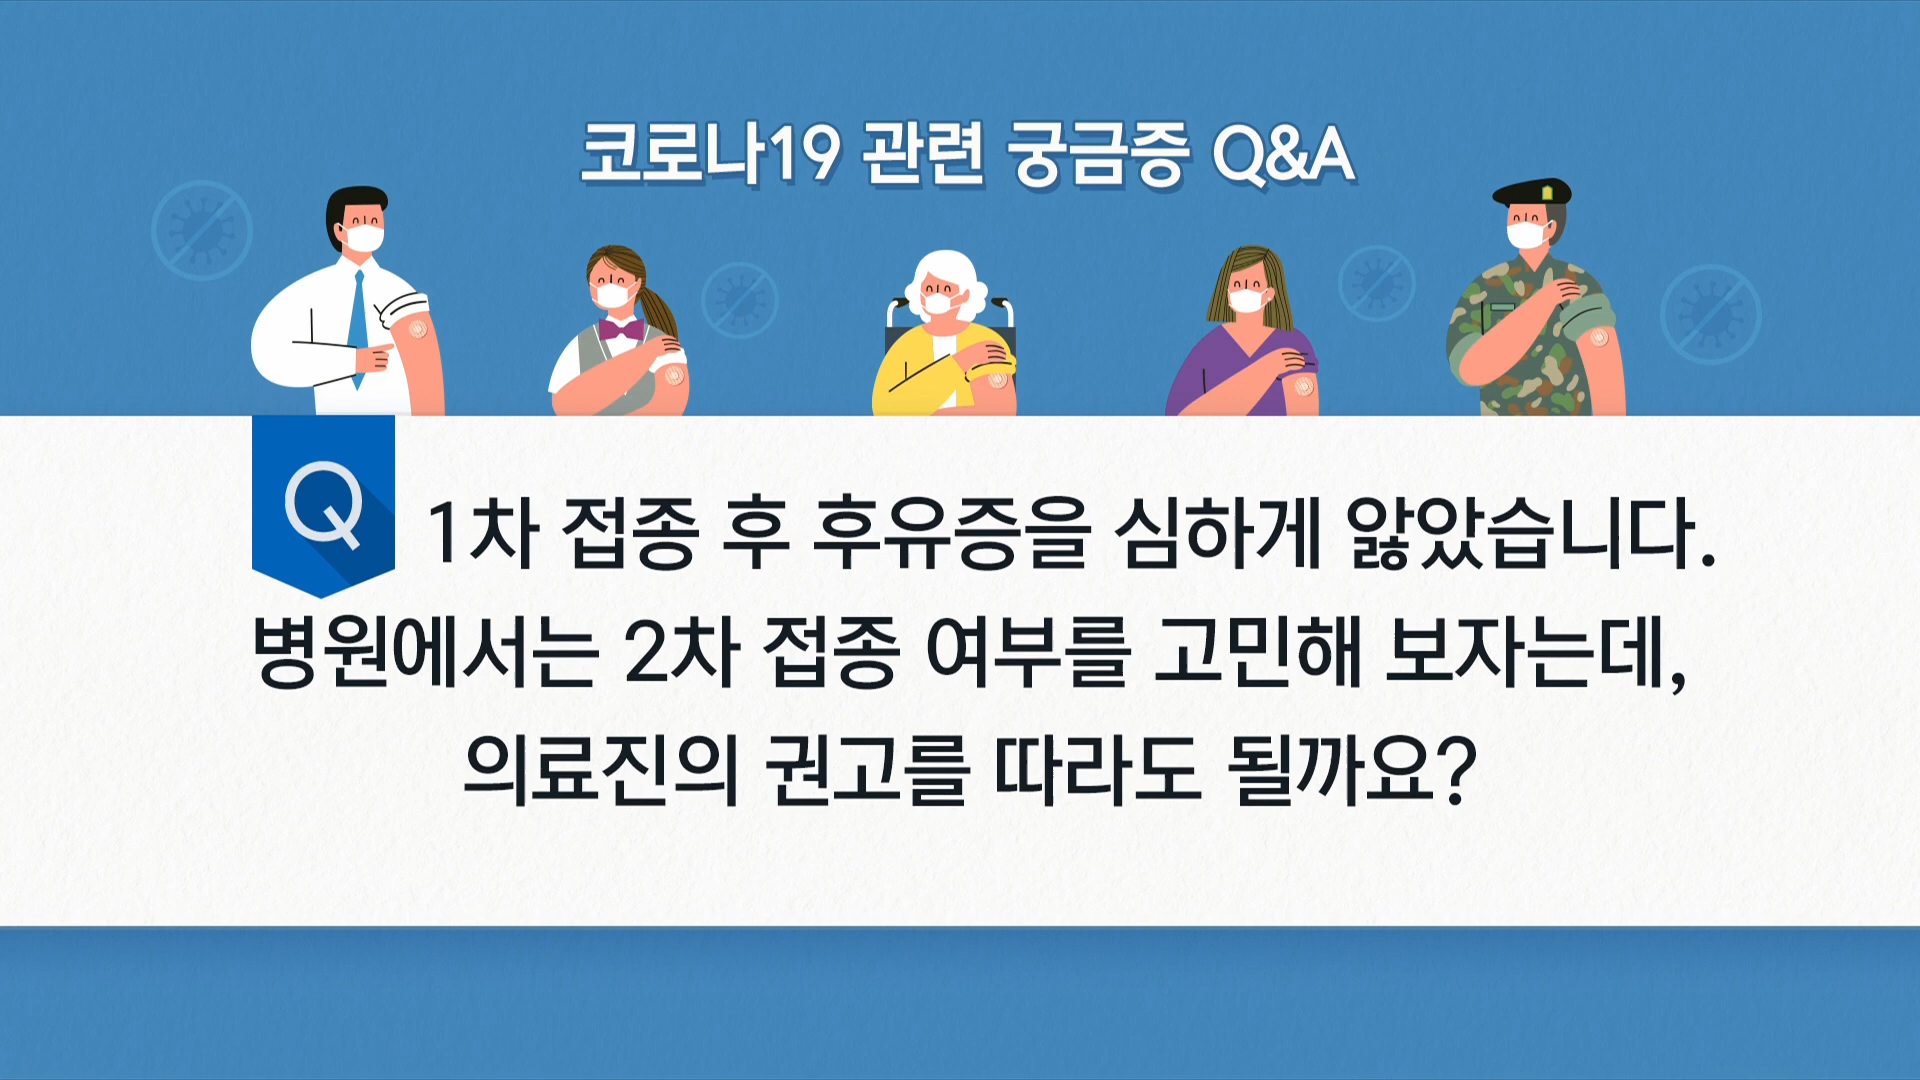 코로나19 관련 궁금증 Q&A
Q 1차 접종 후 후유증을 심하게 앓았습니다.
병원에서는 2차 접종 여부를 고민해 보자는데,
의료진의 권고를 따라도 될까요?